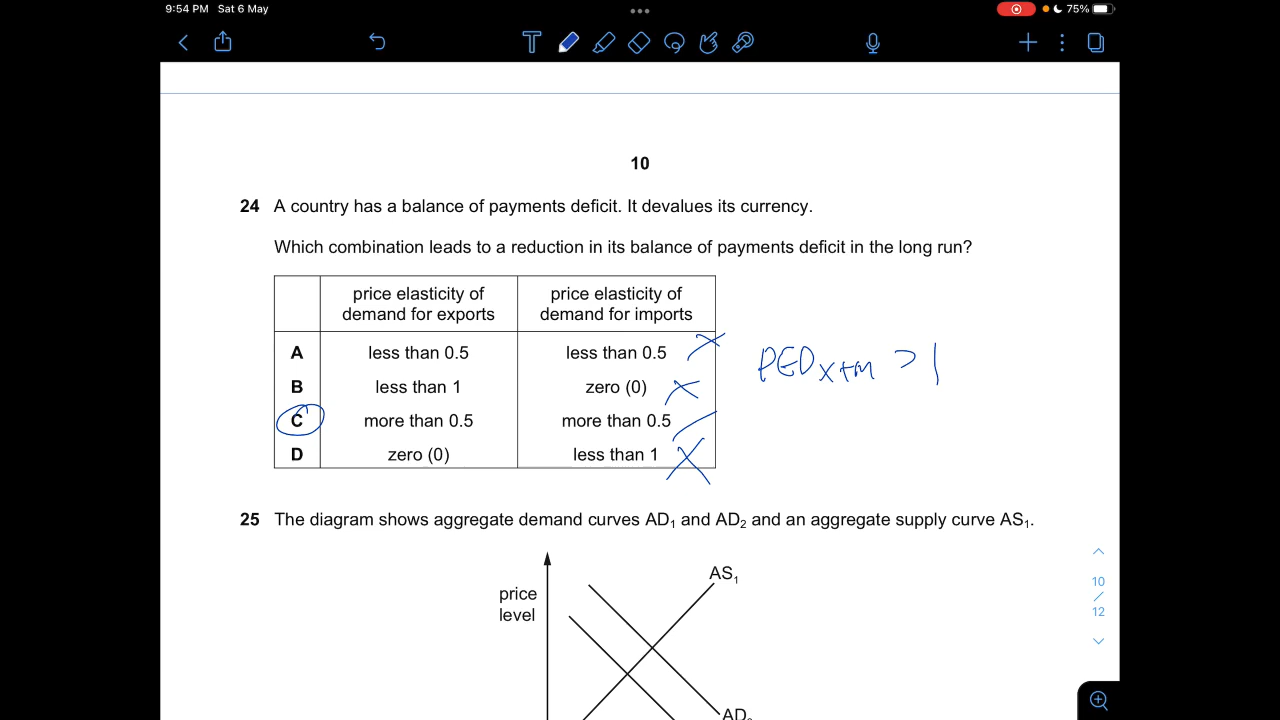 9:54 PM Sat 6 May
75%
10
24 A country has a balance of payments deficit. It devalues its currency.
Which combination leads to a reduction in its balance of payments deficit in the long run?
price elasticity of demand for exports
price elasticity of demand for imports
A less than 0.5 less than 0.5
B less than 1 zero (0)
C more than 0.5 more than 0.5
D zero (0) less than 1
PED X+M > 1
25 The diagram shows aggregate demand curves AD₁ and AD₂ and an aggregate supply curve AS₁.
price
level
AS₁
AD₂
10
/
12